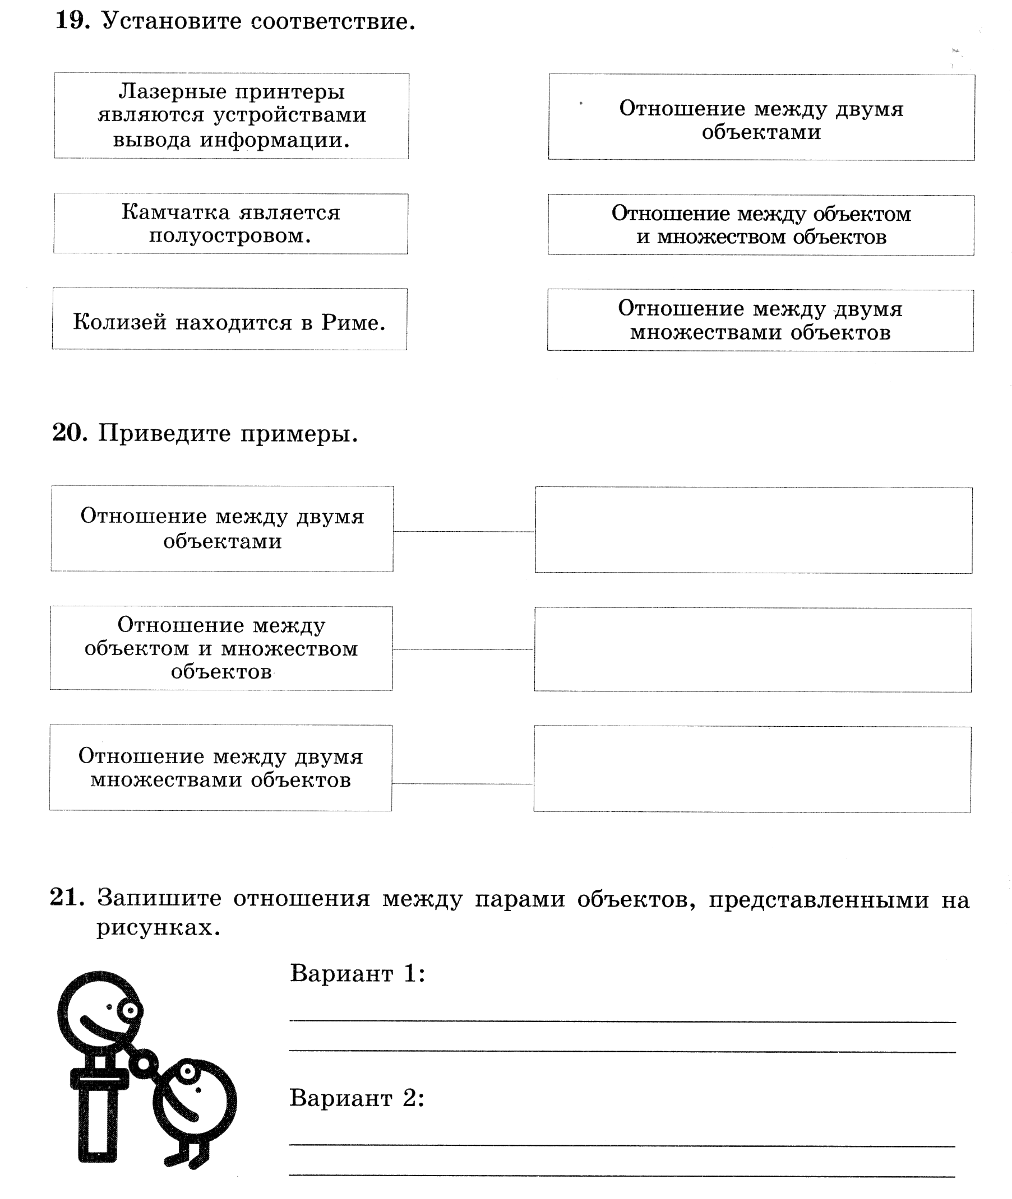 19. Установите соответствие.
Лазерные принтеры
являются устройствами
вывода информации.
Отношение между двумя
объектами
Камчатка является
полуостровом.
Отношение между объектом
и множеством объектов
Колизей находится в Риме.
Отношение между двумя
множествами объектов
20. Приведите примеры.
Отношение между двумя
объектами
Отношение между
объектом и множеством
объектов
Отношение между двумя
множествами объектов
21. Запишите отношения между парами объектов, представленными на
рисунках.
Вариант 1:
Вариант 2: